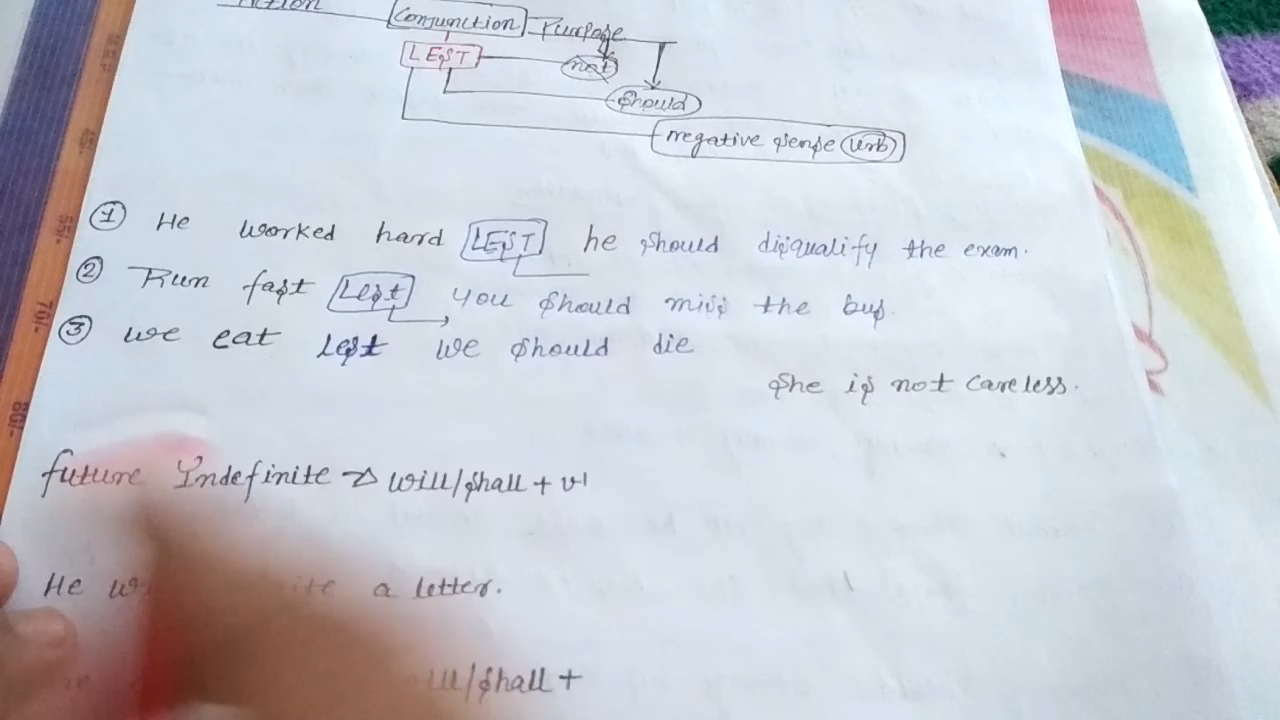 Conjunction Purpose
LEST not
should
negative sense verb
① He worked hard LEST he should disqualify the exam.
② Run fast Lest you should miss the bus.
③ we eat Lest we should die
She is not careless.
future Indefinite → will/shall + v1
He a letter.
will/shall +